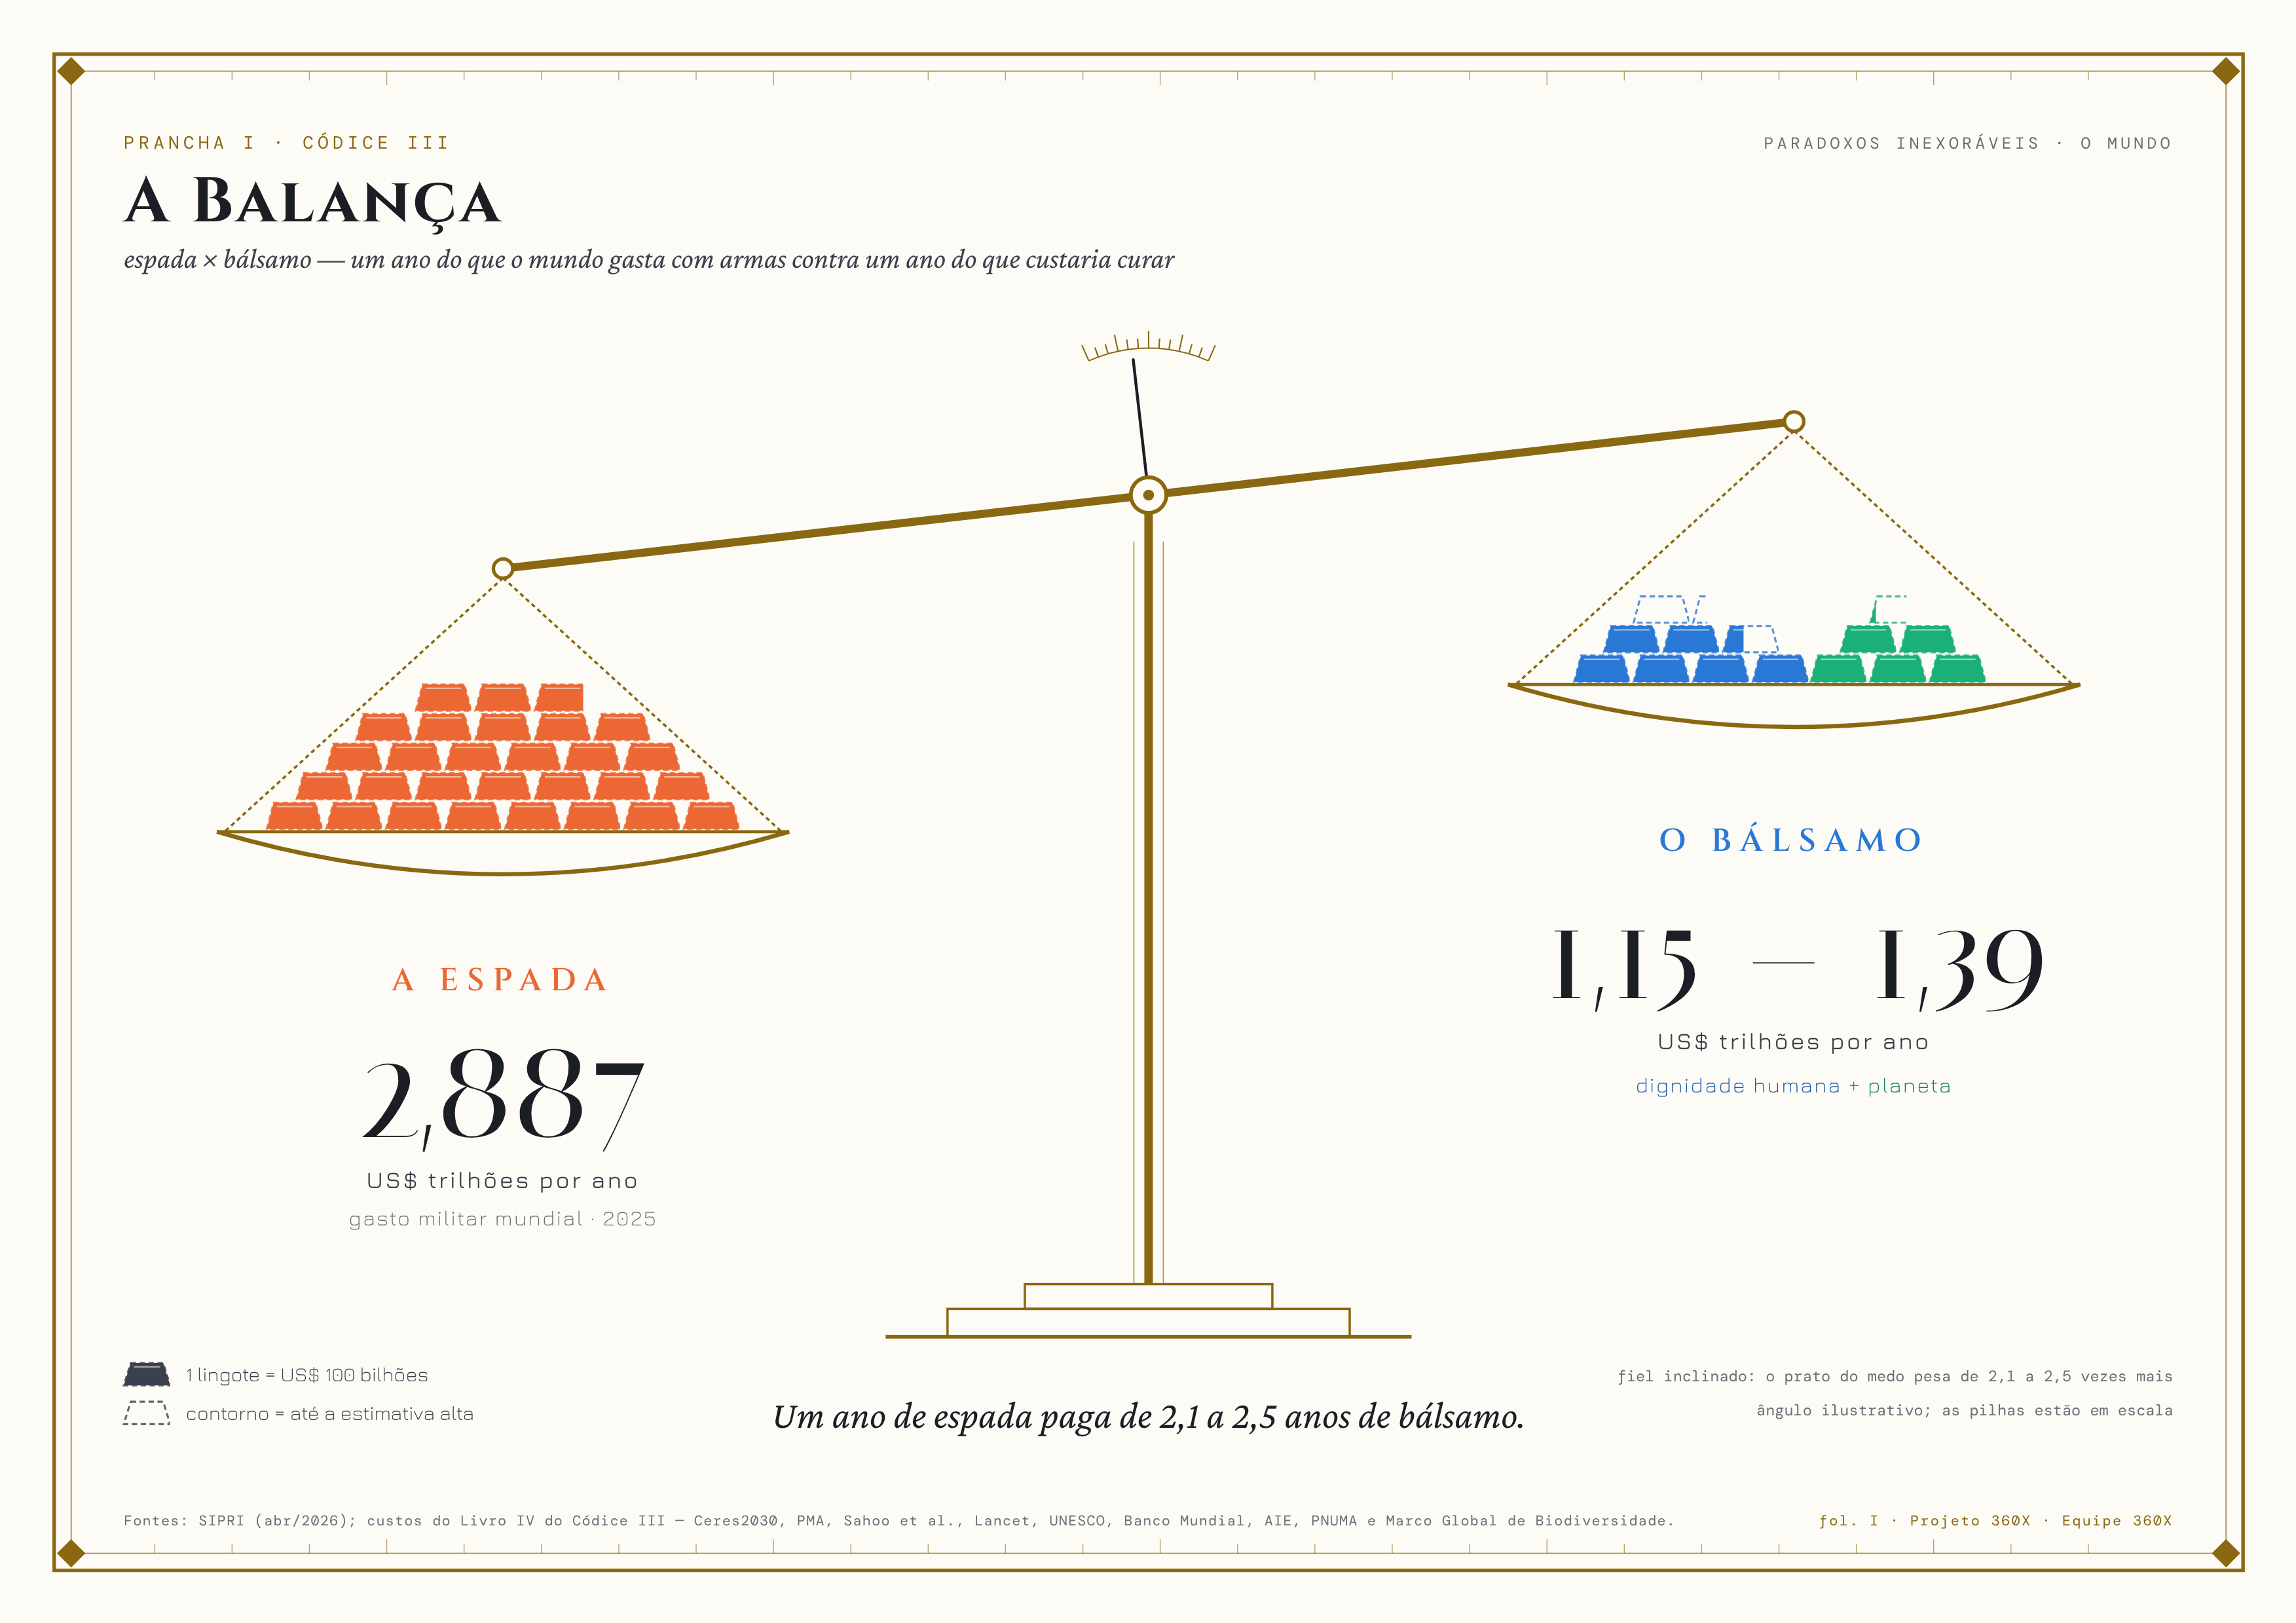 PRANCHA I · CÓDICE III
PARADOXOS INEXORÁVEIS · O MUNDO
A Balança
espada × bálsamo — um ano do que o mundo gasta com armas contra um ano do que custaria curar
O BÁLSAMO
1,15 — 1,39
US$ trilhões por ano
dignidade humana + planeta
A ESPADA
2,887
US$ trilhões por ano
gasto militar mundial · 2025
1 lingote = US$ 100 bilhões
contorno = até a estimativa alta
Um ano de espada paga de 2,1 a 2,5 anos de bálsamo.
fiel inclinado: o prato do medo pesa de 2,1 a 2,5 vezes mais
ângulo ilustrativo; as pilhas estão em escala
Fontes: SIPRI (abr/2026); custos do Livro IV do Códice III — Ceres2030, PMA, Sahoo et al., Lancet, UNESCO, Banco Mundial, AIE, PNUMA e Marco Global de Biodiversidade.
fol. I · Projeto 360X · Equipe 360X